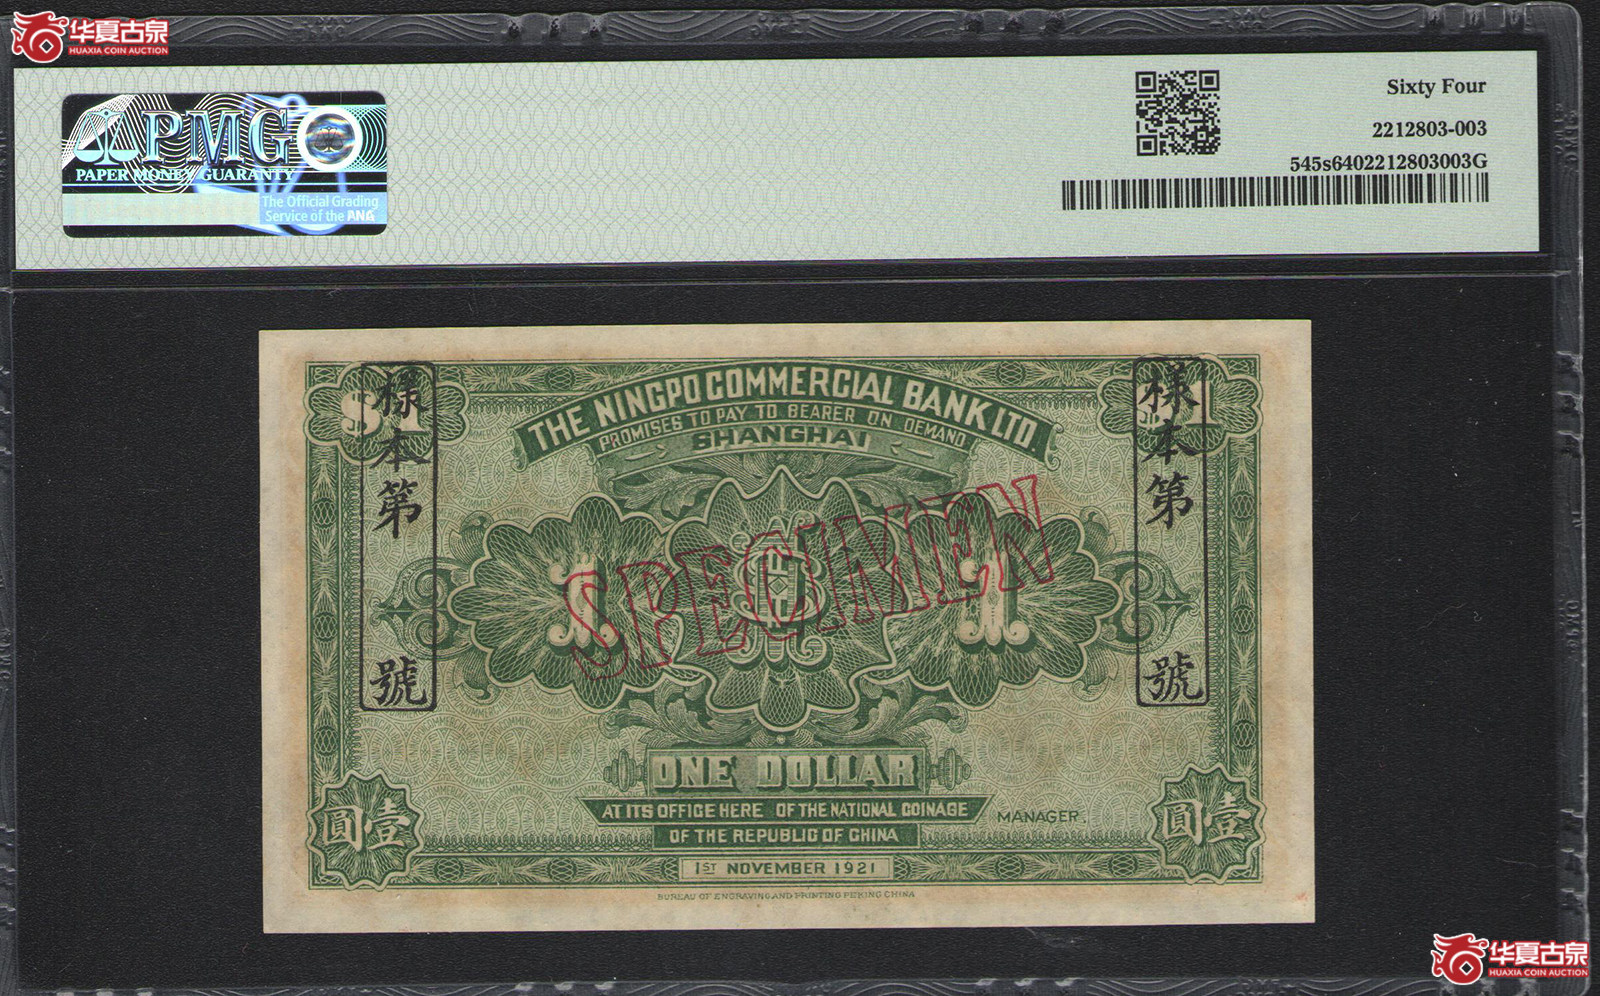 华夏古泉
HUAXIA COIN AUCTION
PMG
PAPER MONEY GUARANTY
The Official Grading
Service of the ANA
Sixty Four
2212803-003
545s6402212803003G
THE NINGPO COMMERCIAL BANK LTD.
PROMISES TO PAY TO BEARER ON DEMAND
SHANGHAI
$1
樣本第 號
樣本第 號
SPECIMEN
1
1
ONE DOLLAR
AT ITS OFFICE HERE OF THE NATIONAL COINAGE
OF THE REPUBLIC OF CHINA
MANAGER.
圓壹
圓壹
1ST NOVEMBER 1921
BUREAU OF ENGRAVING AND PRINTING PEKING CHINA
华夏古泉
HUAXIA COIN AUCTION